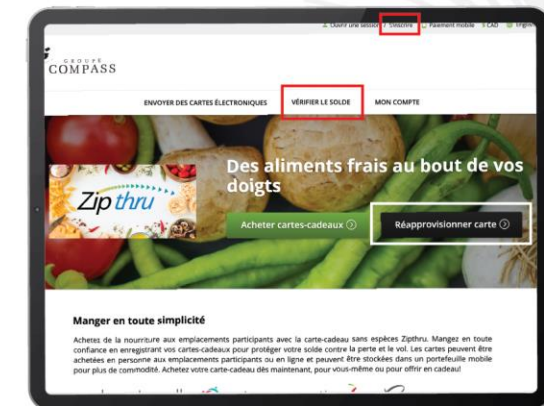 Ouvrir une session / S'inscrire Paiement mobile $ CAD English
GROUPE
COMPASS
ENVOYER DES CARTES ÉLECTRONIQUES VÉRIFIER LE SOLDE MON COMPTE
Des aliments frais au bout de vos
doigts
Zip thru
Acheter cartes-cadeaux Réapprovisionner carte
Manger en toute simplicité
Achetez de la nourriture aux emplacements participants avec la carte-cadeau sans espèces Zipthru. Mangez en toute
confiance en enregistrant vos cartes-cadeaux pour protéger votre solde contre la perte et le vol. Les cartes peuvent être
achetées en personne aux emplacements participants ou en ligne et peuvent être stockées dans un portefeuille mobile
pour plus de commodité. Achetez votre carte-cadeau dès maintenant, pour vous-même ou pour offrir en cadeau!